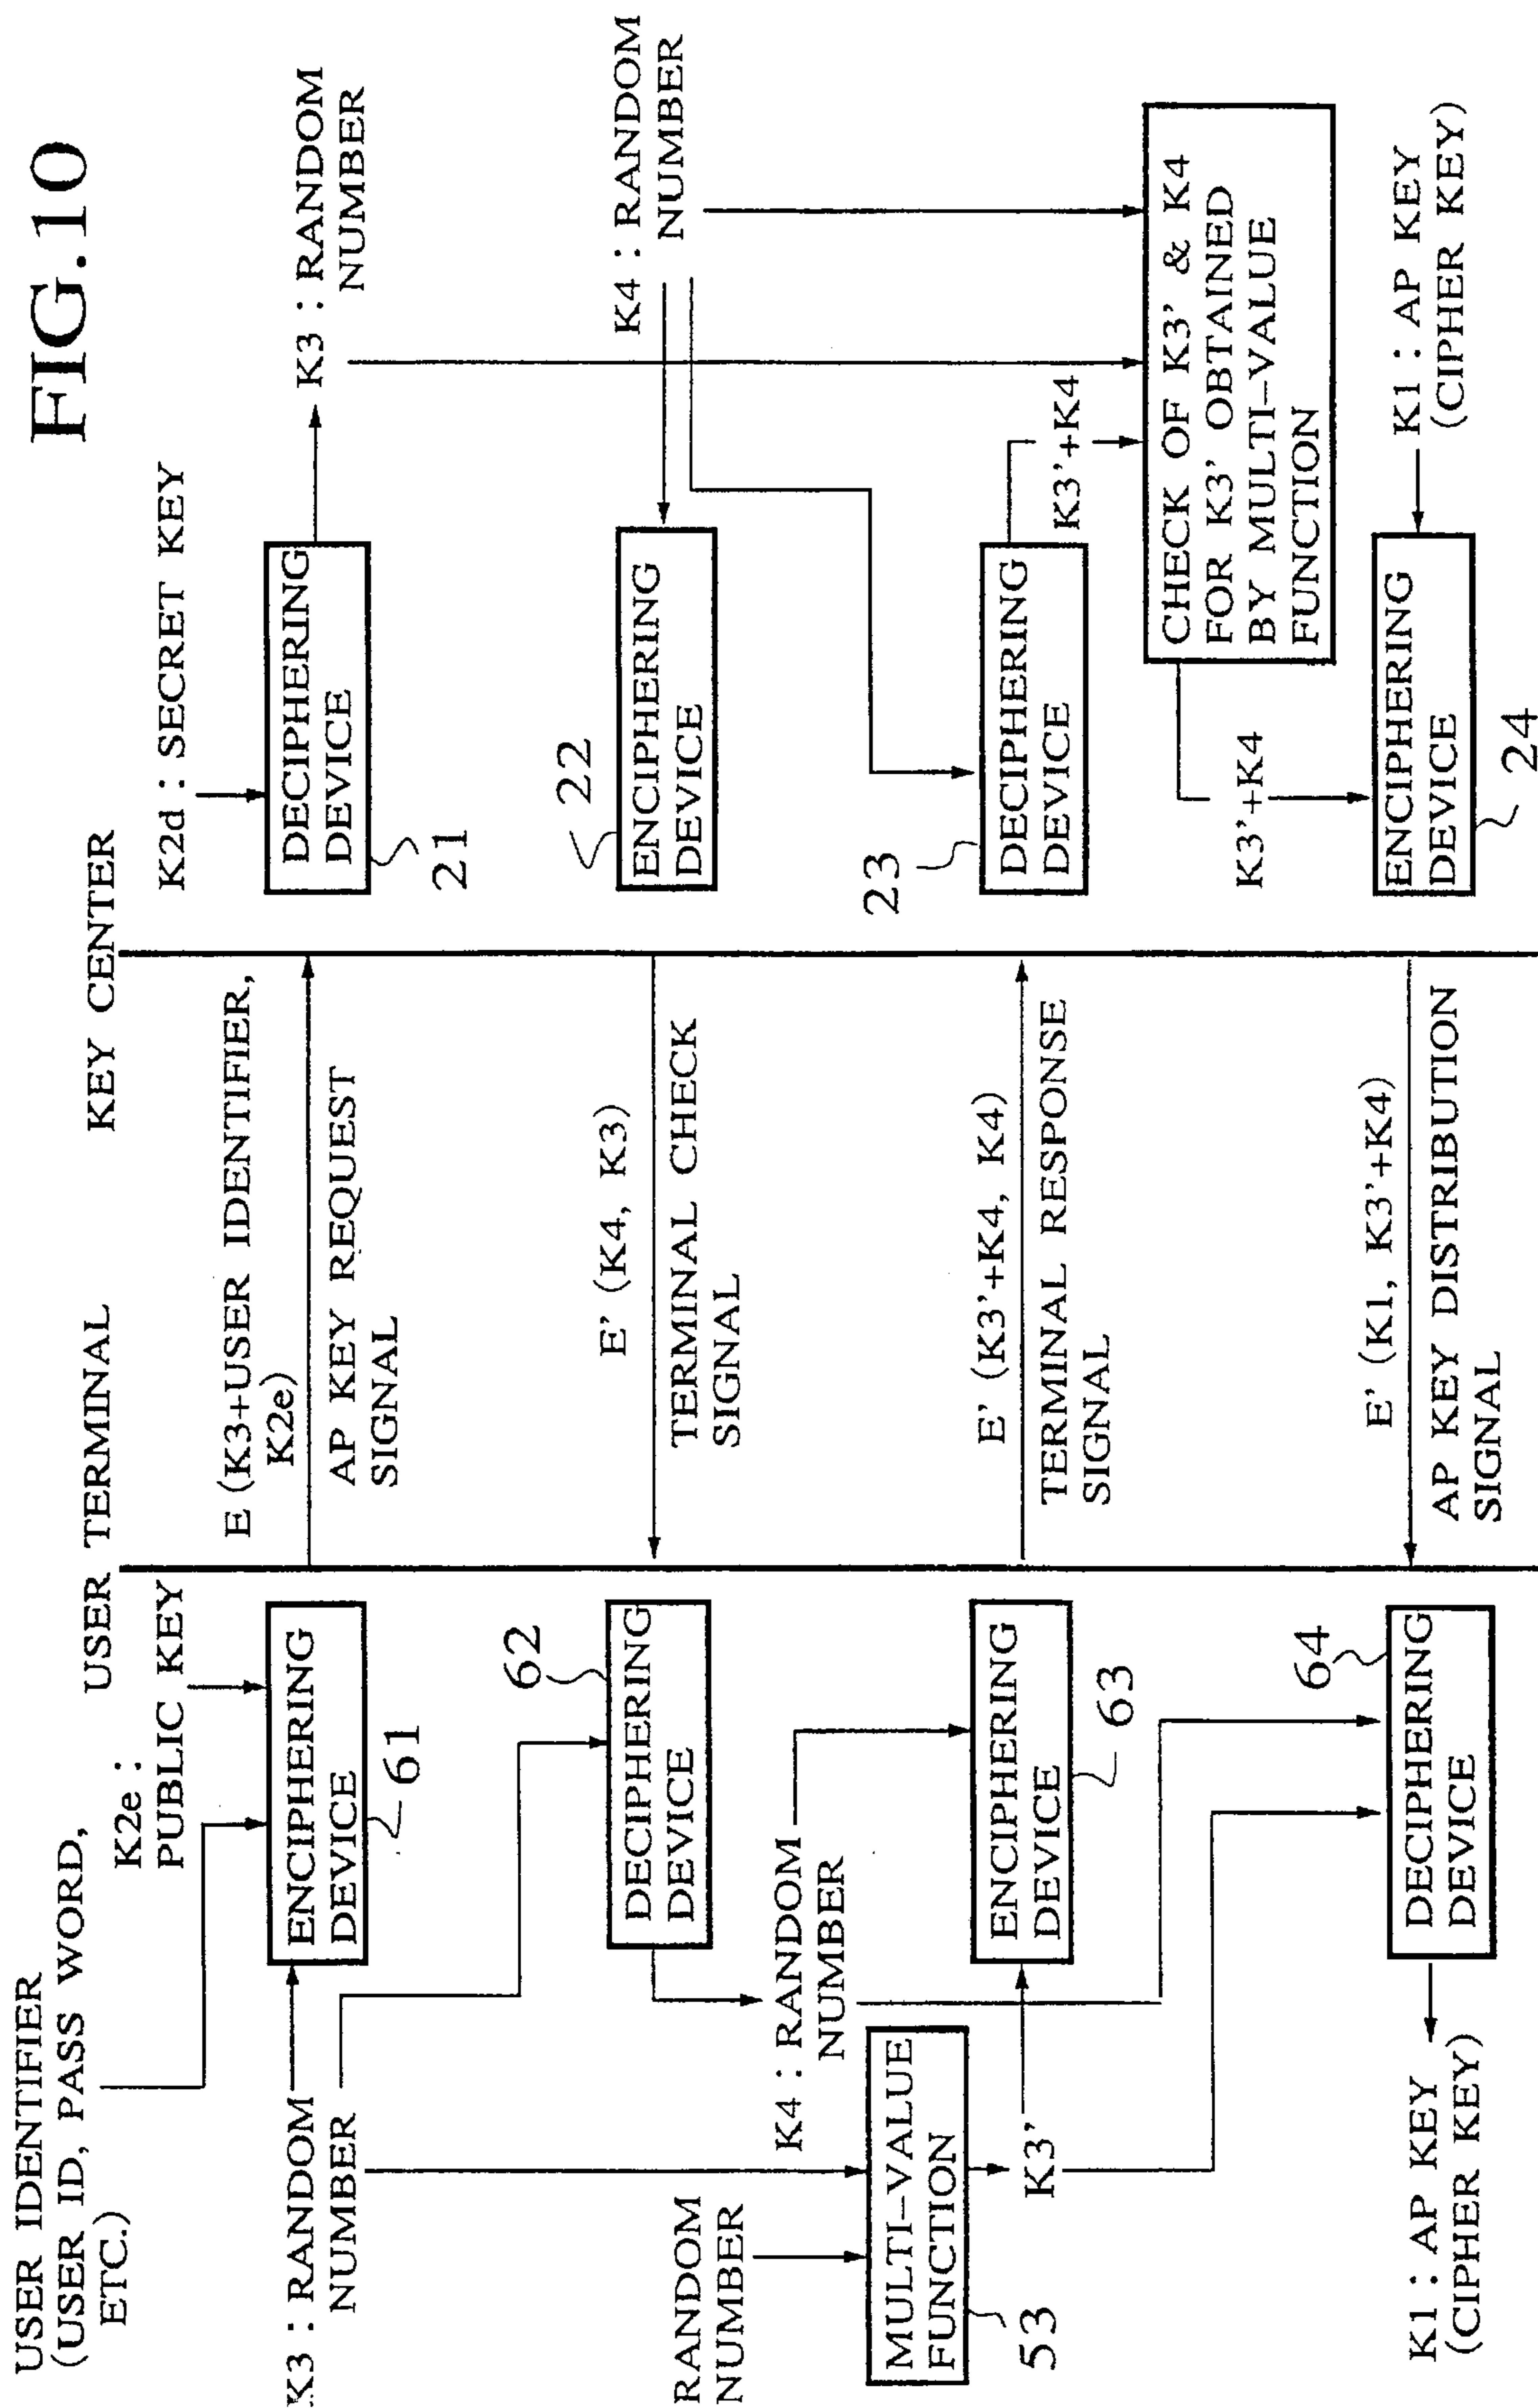 FIG.10
USER TERMINAL
KEY CENTER
USER IDENTIFIER
(USER ID, PASS WORD,
ETC.)
K2e :
PUBLIC KEY
K3 : RANDOM
NUMBER
ENCIPHERING
DEVICE
61
E (K3+USER IDENTIFIER,
K2e)
AP KEY REQUEST
SIGNAL
K2d : SECRET KEY
DECIPHERING
DEVICE
21
K3 : RANDOM
NUMBER
62
DECIPHERING
DEVICE
E' (K4, K3)
TERMINAL CHECK
SIGNAL
22
ENCIPHERING
DEVICE
K4 : RANDOM
NUMBER
RANDOM
NUMBER
K4 : RANDOM
NUMBER
MULTI-VALUE
FUNCTION
53
K3'
ENCIPHERING
DEVICE
63
E' (K3'+K4, K4)
TERMINAL RESPONSE
SIGNAL
23
DECIPHERING
DEVICE
K3'+K4
CHECK OF K3' & K4
FOR K3' OBTAINED
BY MULTI-VALUE
FUNCTION
K3'+K4
64
DECIPHERING
DEVICE
K1 : AP KEY
(CIPHER KEY)
E' (K1, K3'+K4)
AP KEY DISTRIBUTION
SIGNAL
ENCIPHERING
DEVICE
24
K1 : AP KEY
(CIPHER KEY)